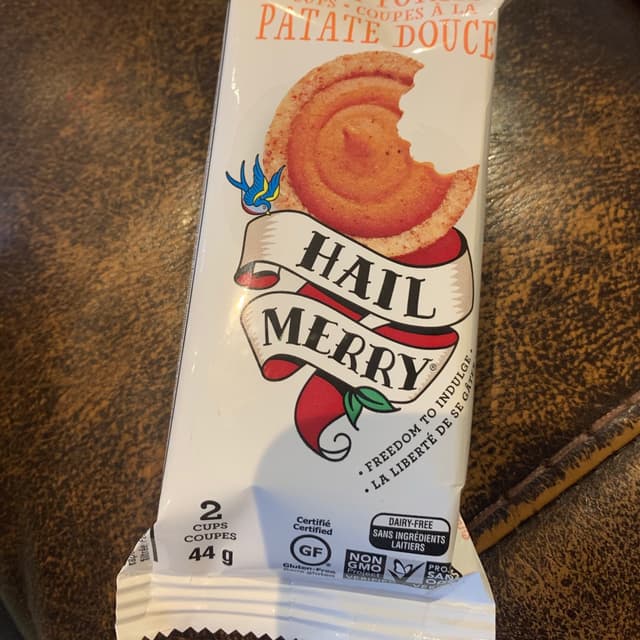 CUPS • COUPES À LA
PATATE DOUCE
HAIL
MERRY®
• FREEDOM TO INDULGE •
• LA LIBERTÉ DE SE
2
CUPS
COUPES
44 g
Certifié
Certified
GF
Gluten-Free
DAIRY-FREE
SANS INGRÉDIENTS
LAITIERS
NON
GMO